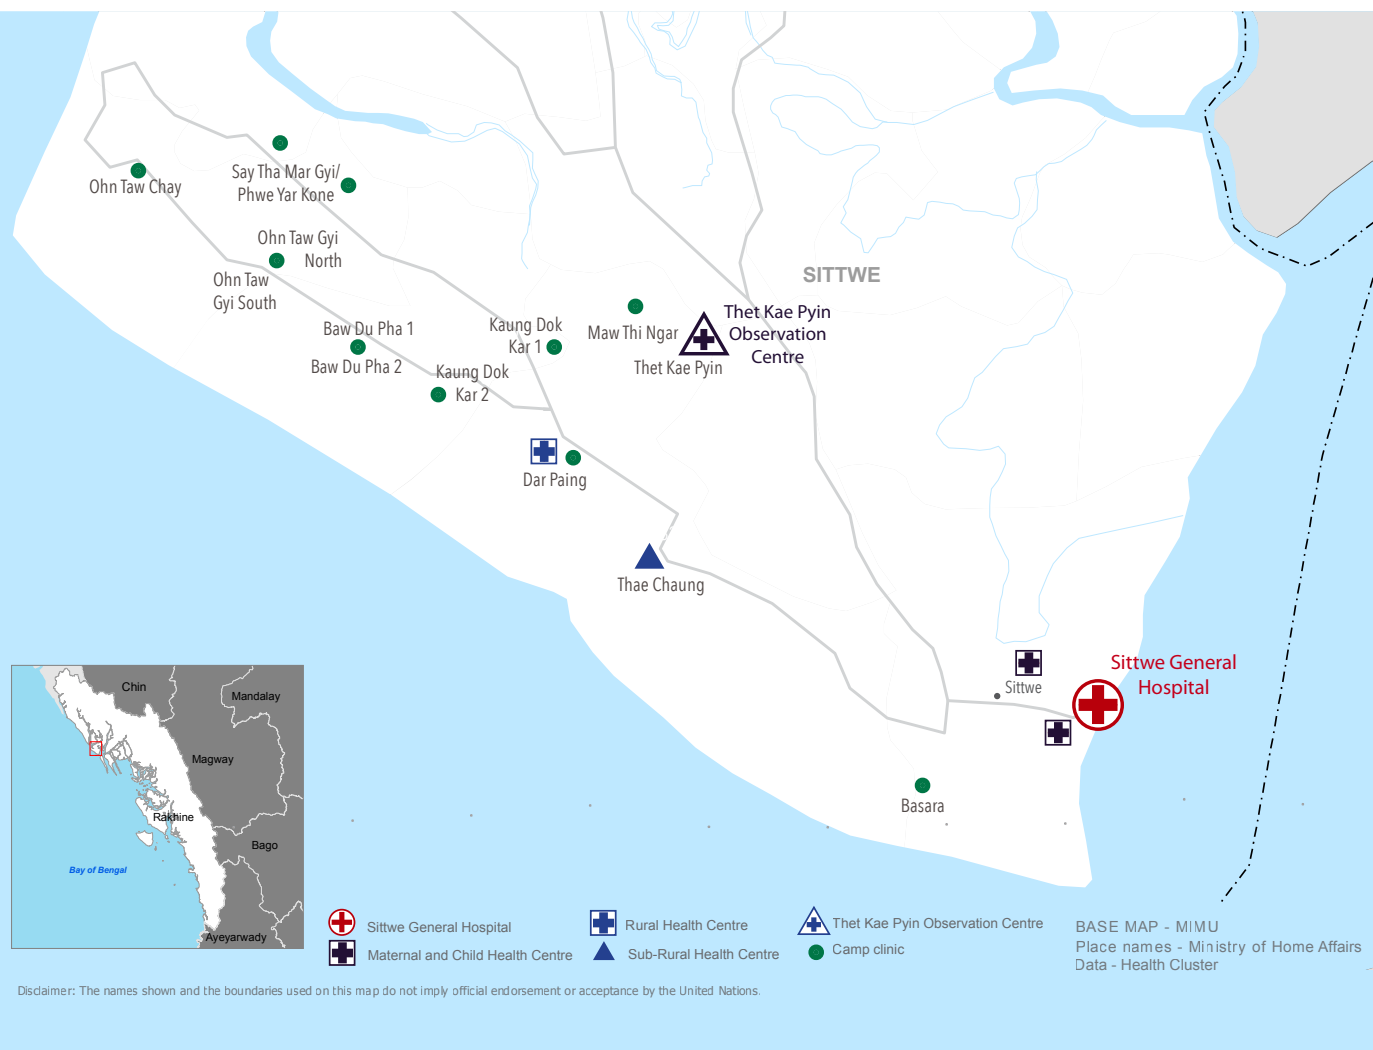 Ohn Taw Chay
Say Tha Mar Gyi/
Phwe Yar Kone
Ohn Taw Gyi
North
Ohn Taw
Gyi South
Baw Du Pha 1
Baw Du Pha 2
Kaung Dok
Kar 1
Kaung Dok
Kar 2
Maw Thi Ngar
SITTWE
Thet Kae Pyin
Observation
Centre
Thet Kae Pyin
Dar Paing
Thae Chaung
Sittwe
Sittwe General
Hospital
Basara
Chin
Mandalay
Magway
Rakhine
Bago
Bay of Bengal
Ayeyarwady
Sittwe General Hospital
Maternal and Child Health Centre
Rural Health Centre
Sub-Rural Health Centre
Thet Kae Pyin Observation Centre
Camp clinic
BASE MAP - MIMU
Place names - Ministry of Home Affairs
Data - Health Cluster
Disclaimer: The names shown and the boundaries used on this map do not imply official endorsement or acceptance by the United Nations.